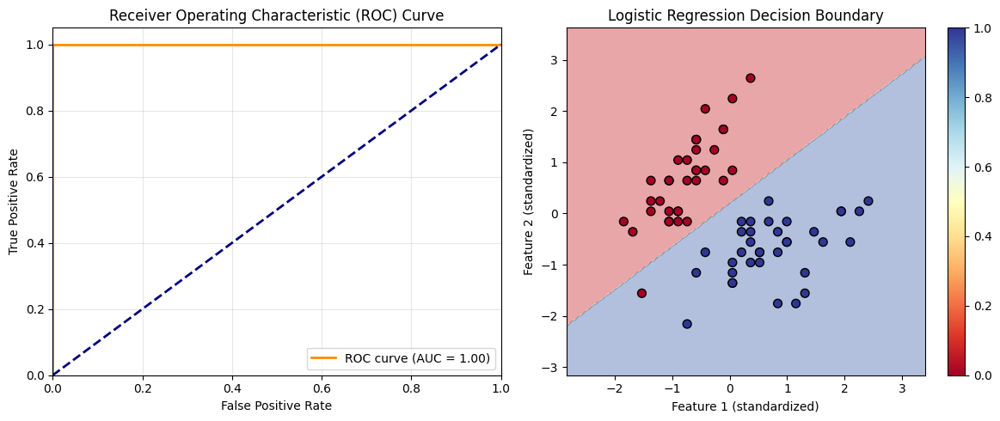 Receiver Operating Characteristic (ROC) Curve
1.0
0.8
0.6
0.4
0.2
0.0
True Positive Rate
0.0 0.2 0.4 0.6 0.8 1.0
False Positive Rate
ROC curve (AUC = 1.00)
Logistic Regression Decision Boundary
3
2
1
0
−1
−2
−3
Feature 2 (standardized)
−2 −1 0 1 2 3
Feature 1 (standardized)
1.0
0.8
0.6
0.4
0.2
0.0